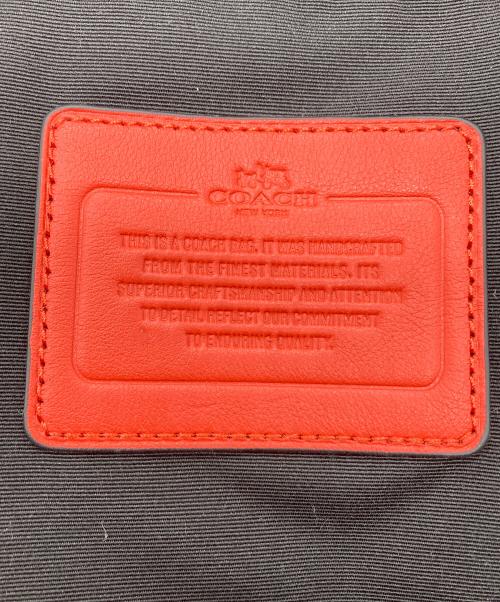 COACH
NEW YORK
THIS IS A COACH BAG. IT WAS HANDCRAFTED
FROM THE FINEST MATERIALS. ITS
SUPERIOR CRAFTSMANSHIP AND ATTENTION
TO DETAIL REFLECT OUR COMMITMENT
TO ENDURING QUALITY.